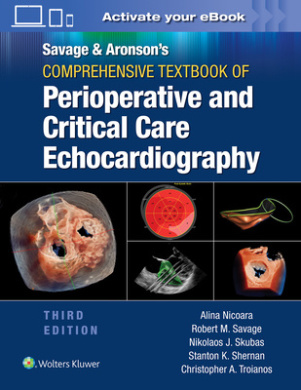 Activate your eBook
Savage & Aronson's
COMPREHENSIVE TEXTBOOK OF
Perioperative and
Critical Care
Echocardiography
THIRD
EDITION
Alina Nicoara
Robert M. Savage
Nikolaos J. Skubas
Stanton K. Shernan
Christopher A. Troianos
Wolters Kluwer